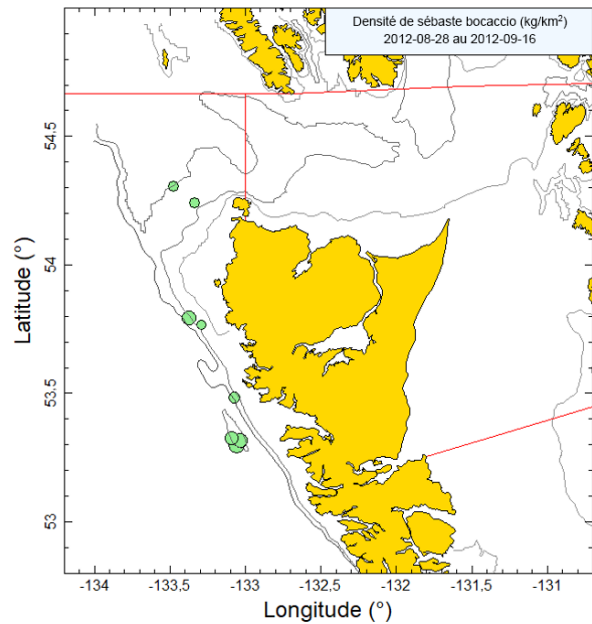 Densité de sébaste bocaccio (kg/km²)
2012-08-28 au 2012-09-16
54.5
54
53.5
53
Latitude (°)
-134 -133.5 -133 -132.5 -132 -131.5 -131
Longitude (°)